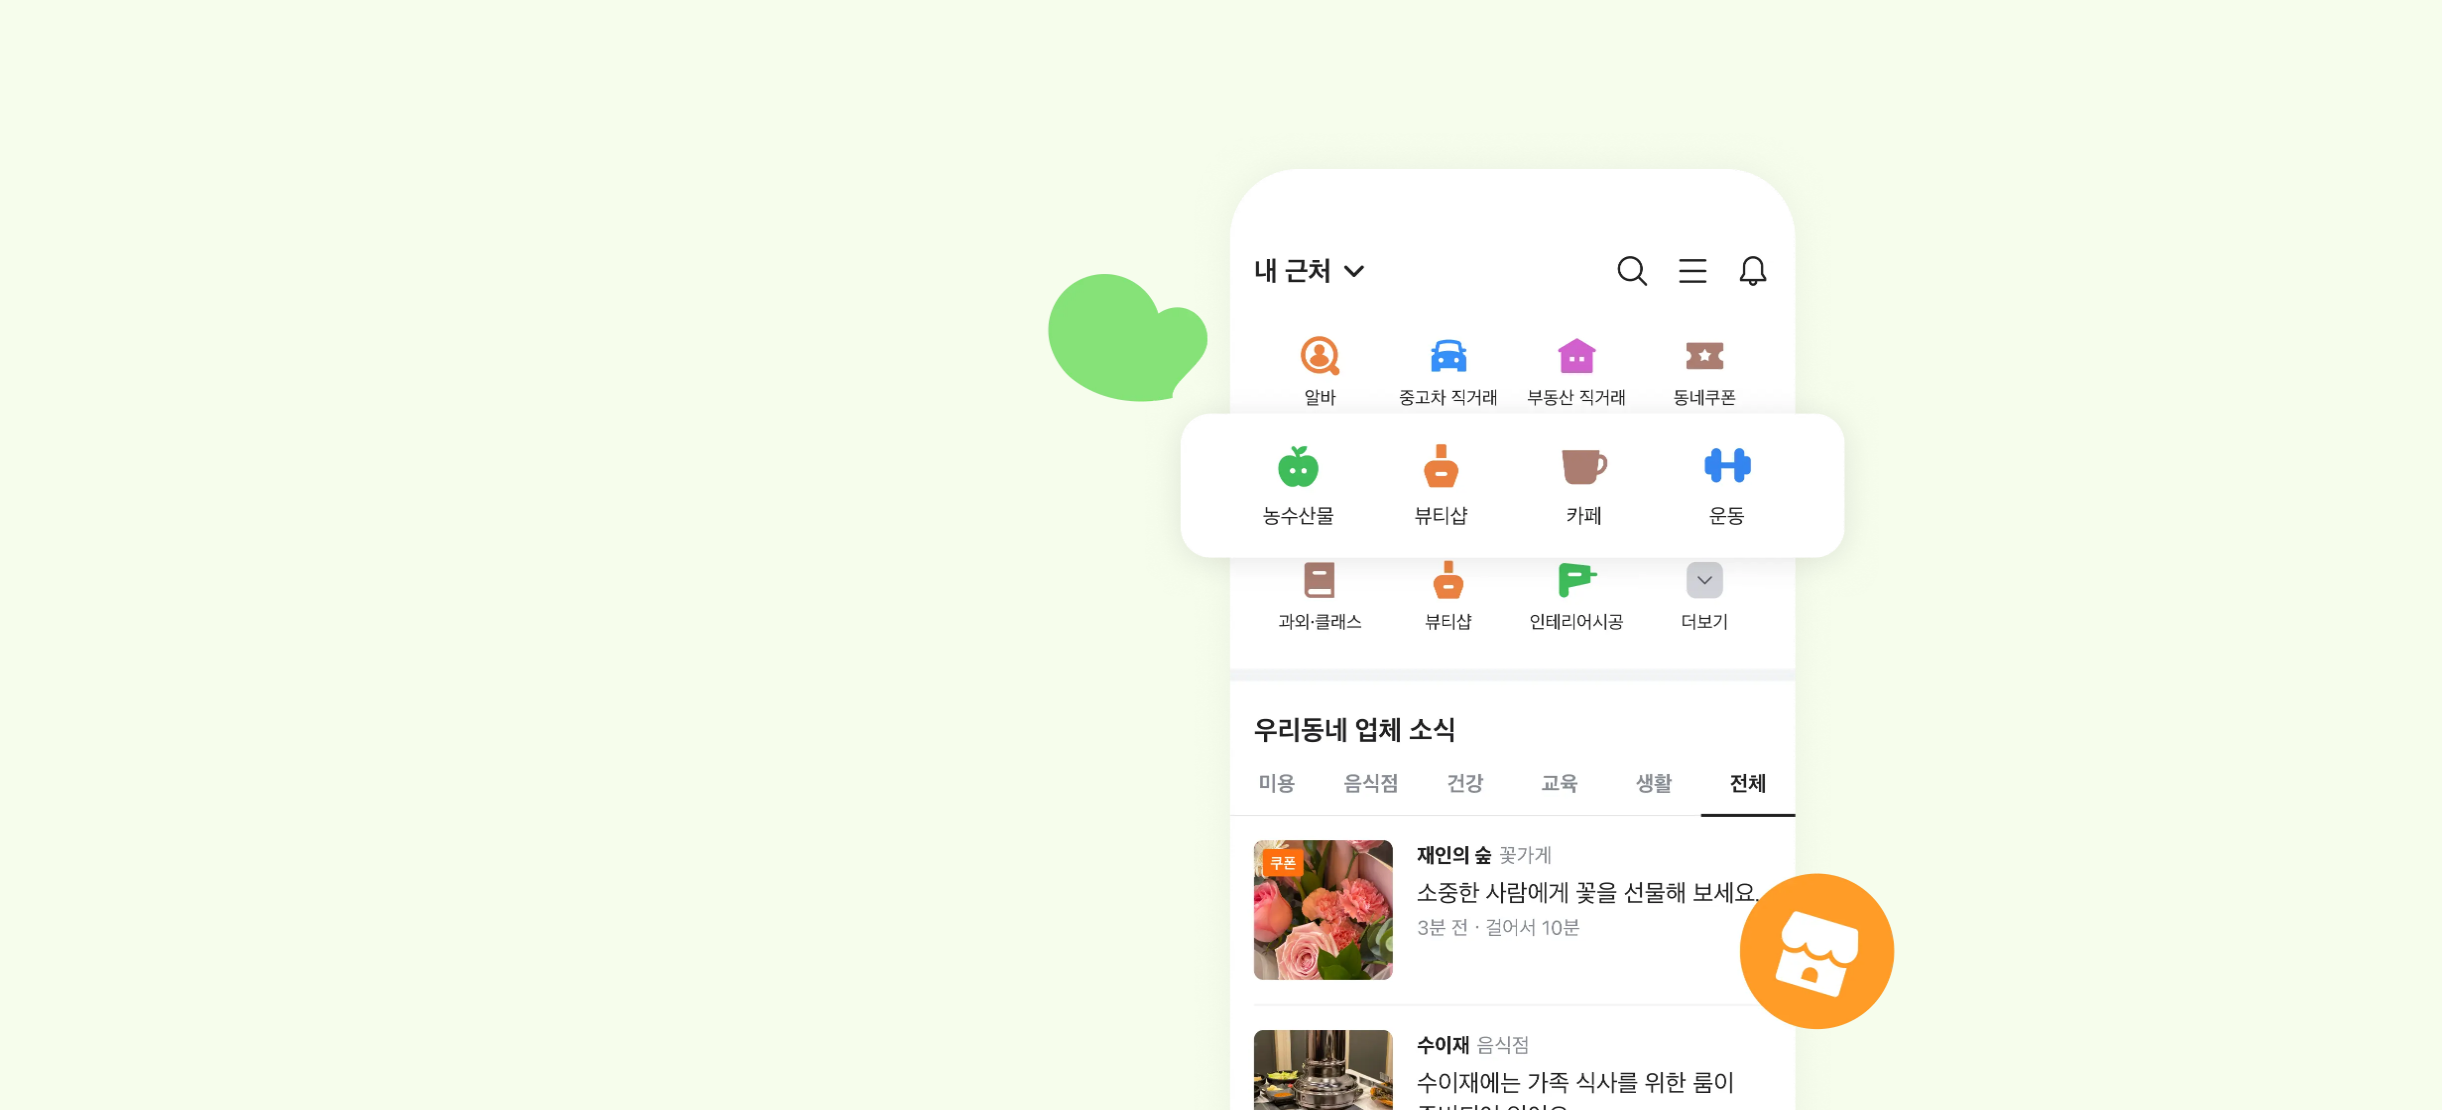 내 근처
알바 중고차 직거래 부동산 직거래 동네쿠폰
농수산물 뷰티샵 카페 운동
과외·클래스 뷰티샵 인테리어시공 더보기
우리동네 업체 소식
미용 음식점 건강 교육 생활 전체
쿠폰
재인의 숲 꽃가게
소중한 사람에게 꽃을 선물해 보세요.
3분 전 · 걸어서 10분
수이재 음식점
수이재에는 가족 식사를 위한 룸이